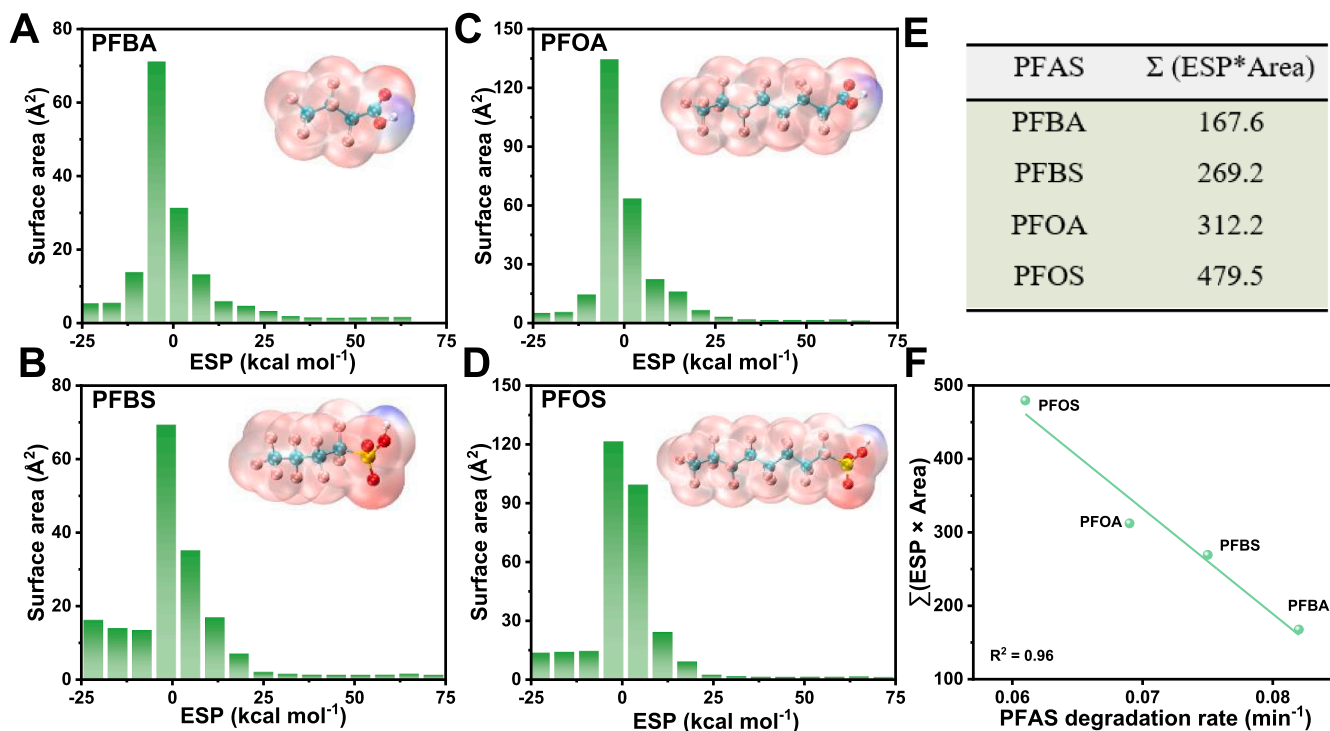 A
PFBA
80
60
40
20
0
Surface area (Å²)
-25 0 25 50 75
ESP (kcal mol⁻¹)
C
PFOA
150
120
90
60
30
0
Surface area (Å²)
-25 0 25 50 75
ESP (kcal mol⁻¹)
E
PFAS Σ (ESP*Area)
PFBA 167.6
PFBS 269.2
PFOA 312.2
PFOS 479.5
B
PFBS
80
60
40
20
0
Surface area (Å²)
-25 0 25 50 75
ESP (kcal mol⁻¹)
D
PFOS
150
120
90
60
30
0
Surface area (Å²)
-25 0 25 50 75
ESP (kcal mol⁻¹)
F
500
400
300
200
100
∑(ESP × Area)
PFOS
PFOA
PFBS
PFBA
R² = 0.96
0.06 0.07 0.08
PFAS degradation rate (min⁻¹)